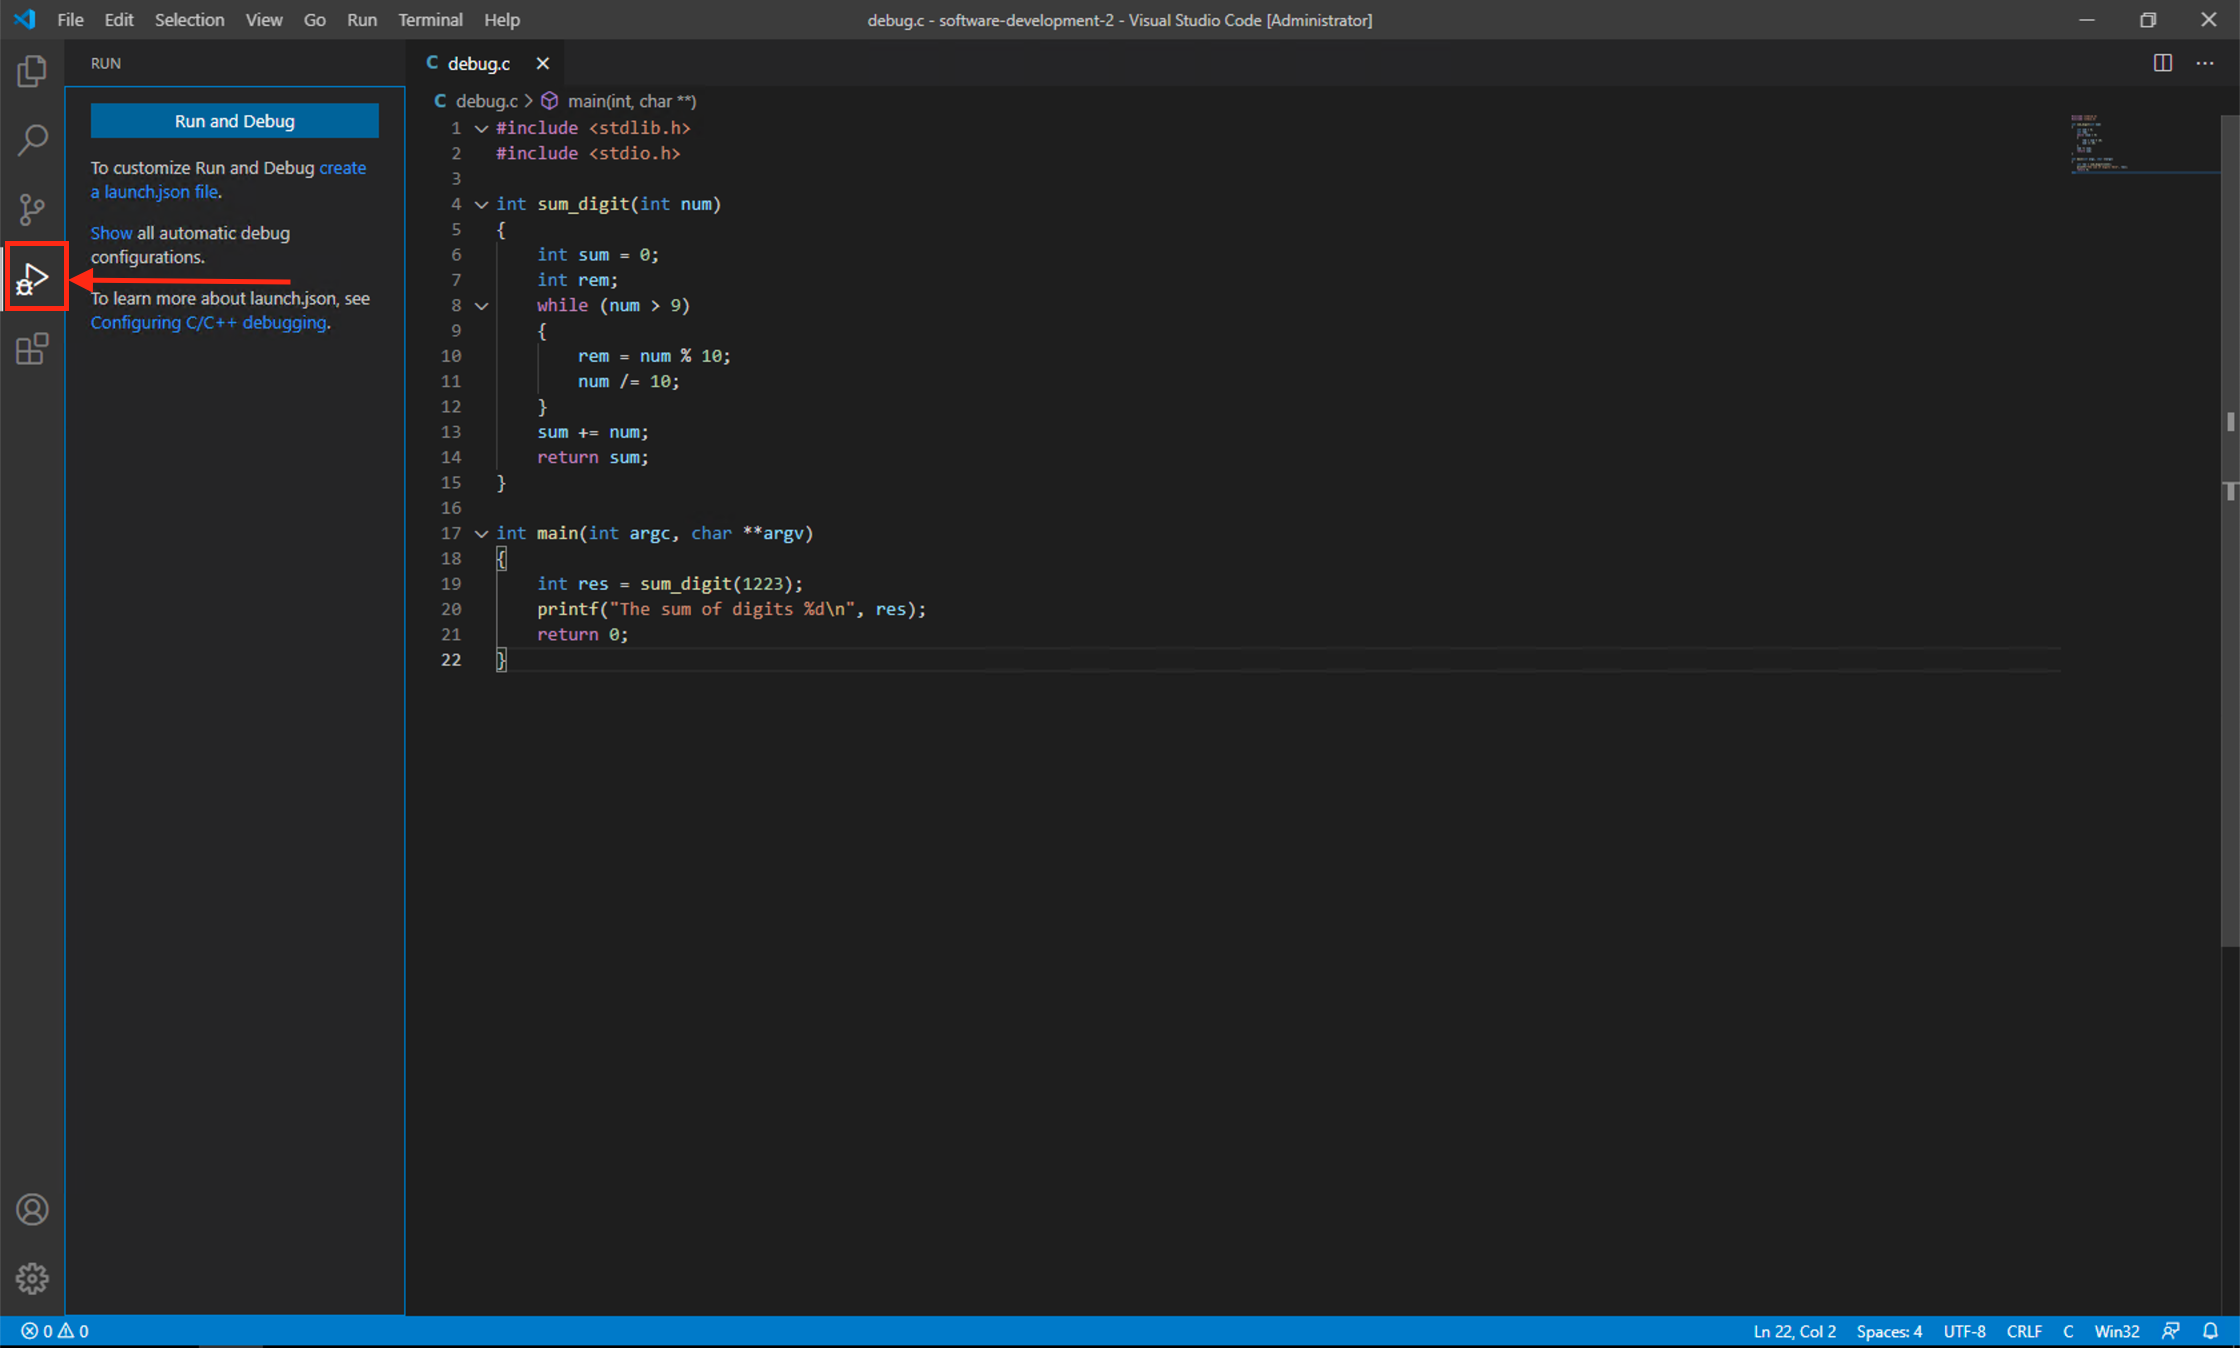 File Edit Selection View Go Run Terminal Help
debug.c - software-development-2 - Visual Studio Code [Administrator]
RUN
Run and Debug
To customize Run and Debug create
a launch.json file.
Show all automatic debug
configurations.
To learn more about launch.json, see
Configuring C/C++ debugging.
C debug.c
C debug.c > main(int, char **)
1 #include <stdlib.h>
2 #include <stdio.h>
3
4 int sum_digit(int num)
5 {
6     int sum = 0;
7     int rem;
8     while (num > 9)
9     {
10         rem = num % 10;
11         num /= 10;
12     }
13     sum += num;
14     return sum;
15 }
16
17 int main(int argc, char **argv)
18 {
19     int res = sum_digit(1223);
20     printf("The sum of digits %d\n", res);
21     return 0;
22 }
0 0
Ln 22, Col 2 Spaces: 4 UTF-8 CRLF C Win32